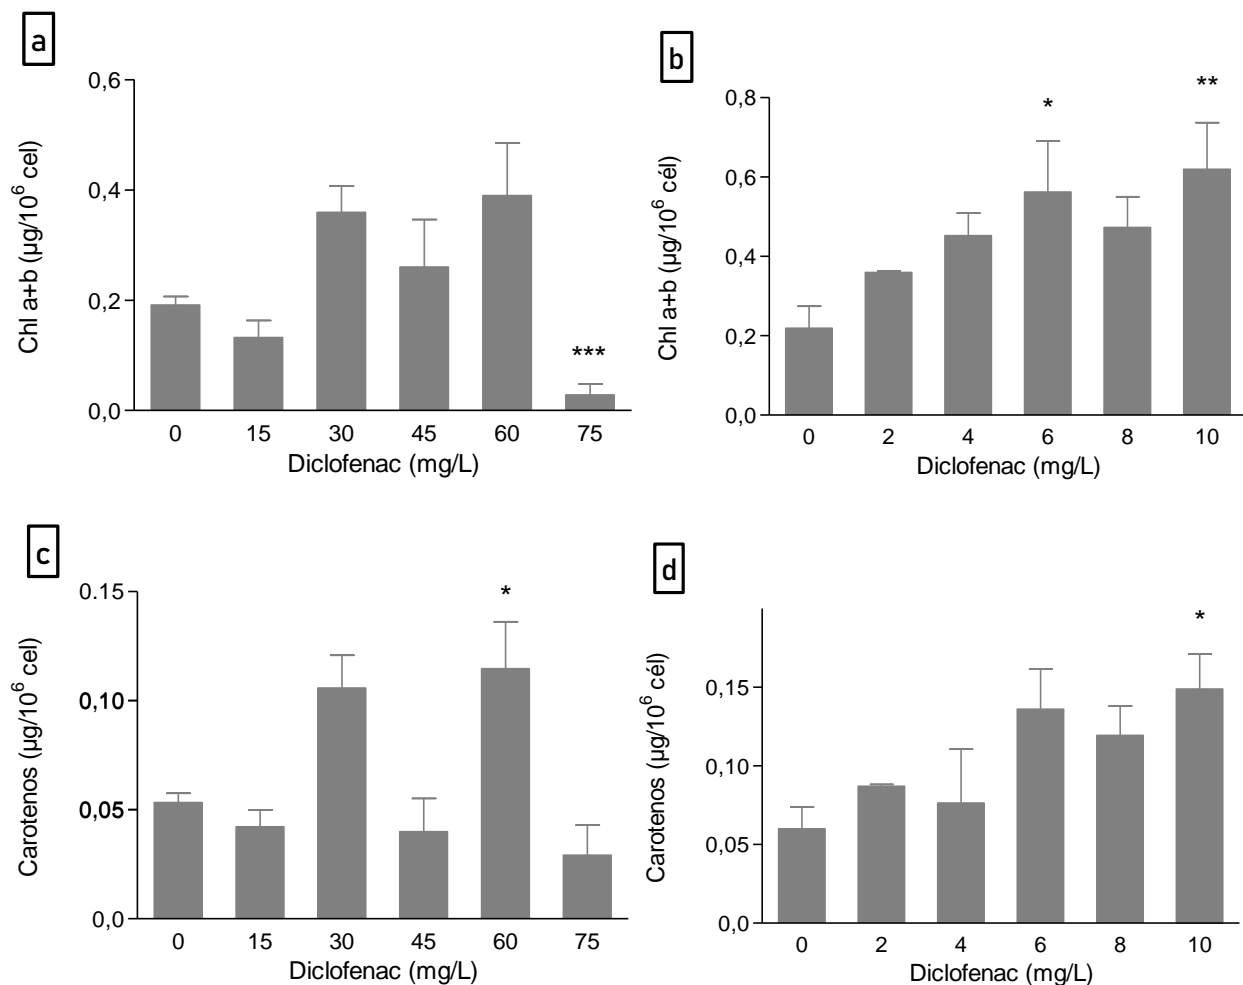 a
0,6
0,4
0,2
0,0
Chl a+b (µg/10⁶ cel)
***
0 15 30 45 60 75
Diclofenac (mg/L)
b
0,8
0,6
0,4
0,2
0,0
Chl a+b (µg/10⁶ cél)
*
**
0 2 4 6 8 10
Diclofenac (mg/L)
c
0.15
0,10
0,05
0,0
Carotenos (µg/10⁶ cel)
*
0 15 30 45 60 75
Diclofenac (mg/L)
d
0,15
0,10
0,05
0,0
Carotenos (µg/10⁶ cél)
*
0 2 4 6 8 10
Diclofenac (mg/L)